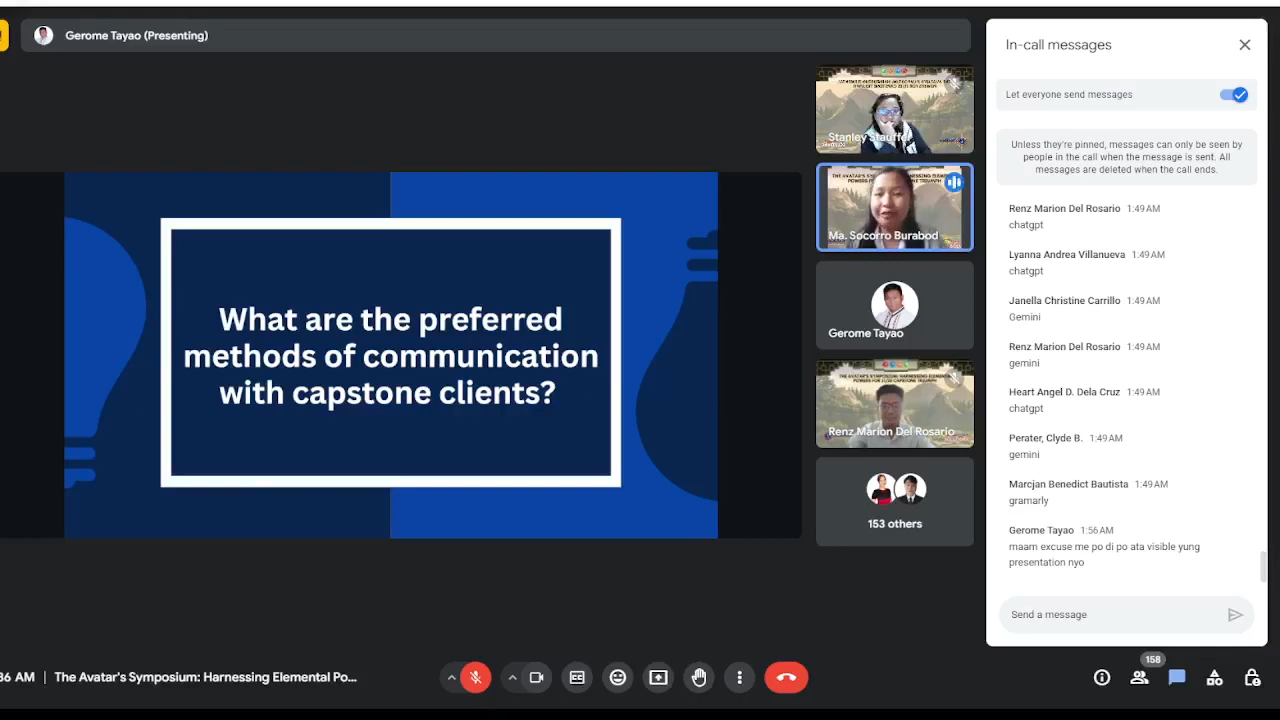 Gerome Tayao (Presenting)
What are the preferred
methods of communication
with capstone clients?
Stanley Stauffer
Ma. Socorro Burabod
Gerome Tayao
Renz Marion Del Rosario
153 others
In-call messages
Let everyone send messages
Unless they're pinned, messages can only be seen by
people in the call when the message is sent. All
messages are deleted when the call ends.
Renz Marion Del Rosario 1:49 AM
chatgpt
Lyanna Andrea Villanueva 1:49 AM
chatgpt
Janella Christine Carrillo 1:49 AM
Gemini
Renz Marion Del Rosario 1:49 AM
gemini
Heart Angel D. Dela Cruz 1:49 AM
chatgpt
Perater, Clyde B. 1:49 AM
gemini
Marcjan Benedict Bautista 1:49 AM
gramarly
Gerome Tayao 1:56 AM
maam excuse me po di po ata visible yung
presentation nyo
Send a message
36 AM | The Avatar's Symposium: Harnessing Elemental Po...
158